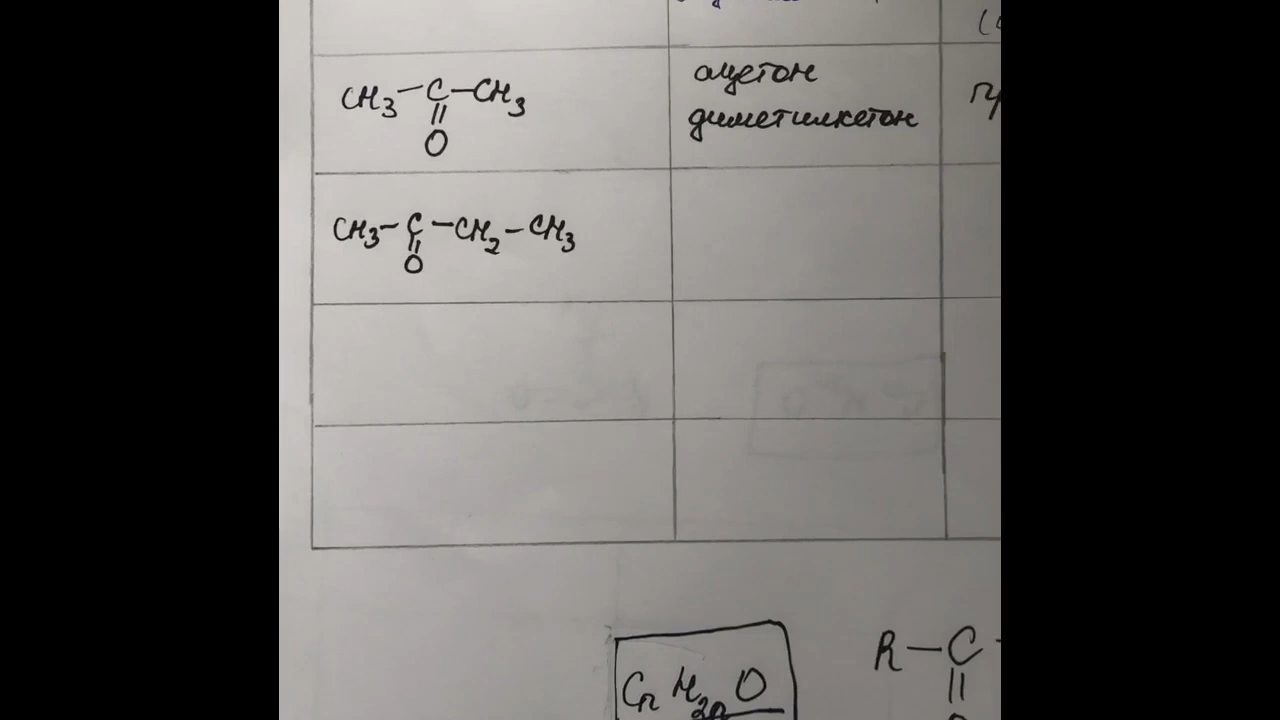 CH₃—C—CH₃
||
O
ацетон
диметилкетон
CH₃—C—CH₂—CH₃
||
O
CnH2nO
R—C—
||